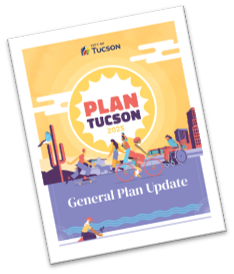 CITY OF
TUCSON
PLAN
TUCSON
2025
General Plan Update